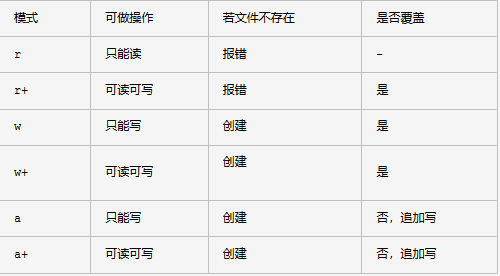 模式 可做操作 若文件不存在 是否覆盖
r 只能读 报错 -
r+ 可读可写 报错 是
w 只能写 创建 是
w+ 可读可写 创建 是
a 只能写 创建 否，追加写
a+ 可读可写 创建 否，追加写